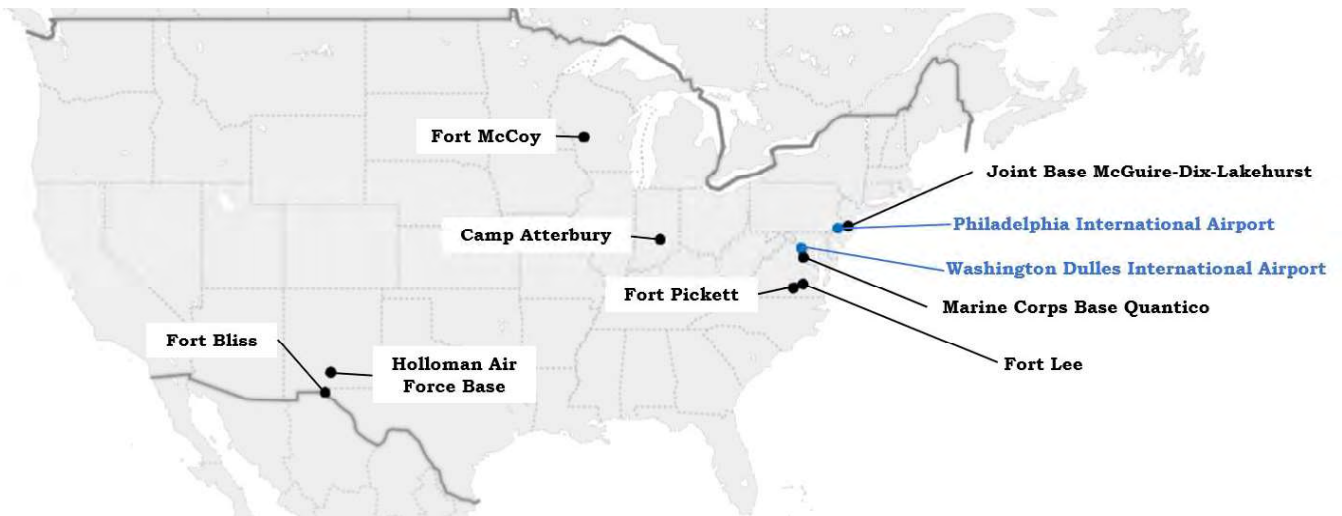 Fort McCoy
Joint Base McGuire-Dix-Lakehurst
Philadelphia International Airport
Camp Atterbury
Washington Dulles International Airport
Fort Pickett
Marine Corps Base Quantico
Fort Bliss
Holloman Air
Force Base
Fort Lee